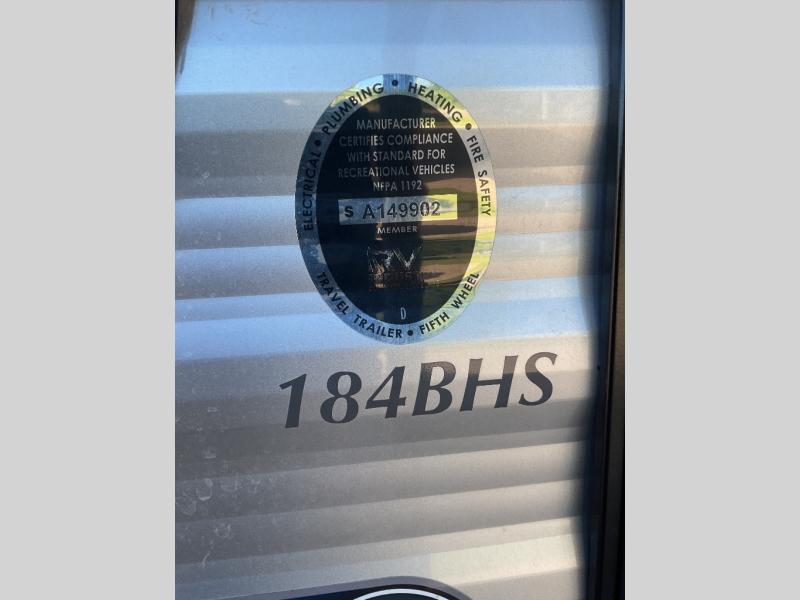 ELECTRICAL • PLUMBING • HEATING • FIRE SAFETY
MANUFACTURER
CERTIFIES COMPLIANCE
WITH STANDARD FOR
RECREATIONAL VEHICLES
NFPA 1192
S A149902
MEMBER
RV
D
TRAVEL TRAILER • FIFTH WHEEL
184BHS